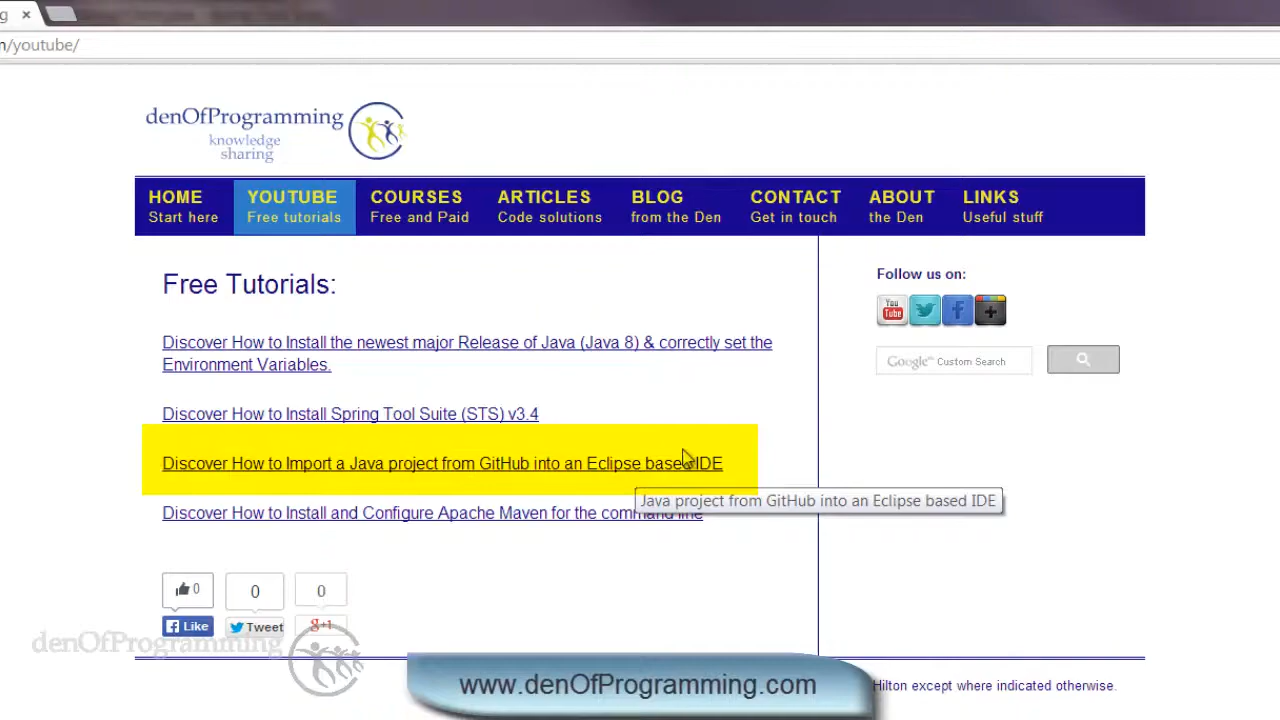 g ×
n/youtube/
denOfProgramming
knowledge
sharing
HOME YOUTUBE COURSES ARTICLES BLOG CONTACT ABOUT LINKS
Start here Free tutorials Free and Paid Code solutions from the Den Get in touch the Den Useful stuff
Free Tutorials:
Follow us on:
You
Tube
Discover How to Install the newest major Release of Java (Java 8) & correctly set the
Environment Variables.
Google™ Custom Search
Discover How to Install Spring Tool Suite (STS) v3.4
Discover How to Import a Java project from GitHub into an Eclipse based IDE
Java project from GitHub into an Eclipse based IDE
Discover How to Install and Configure Apache Maven for the command line
0 0 0
Like Tweet g+1
denOfProgramming
www.denOfProgramming.com
Hilton except where indicated otherwise.